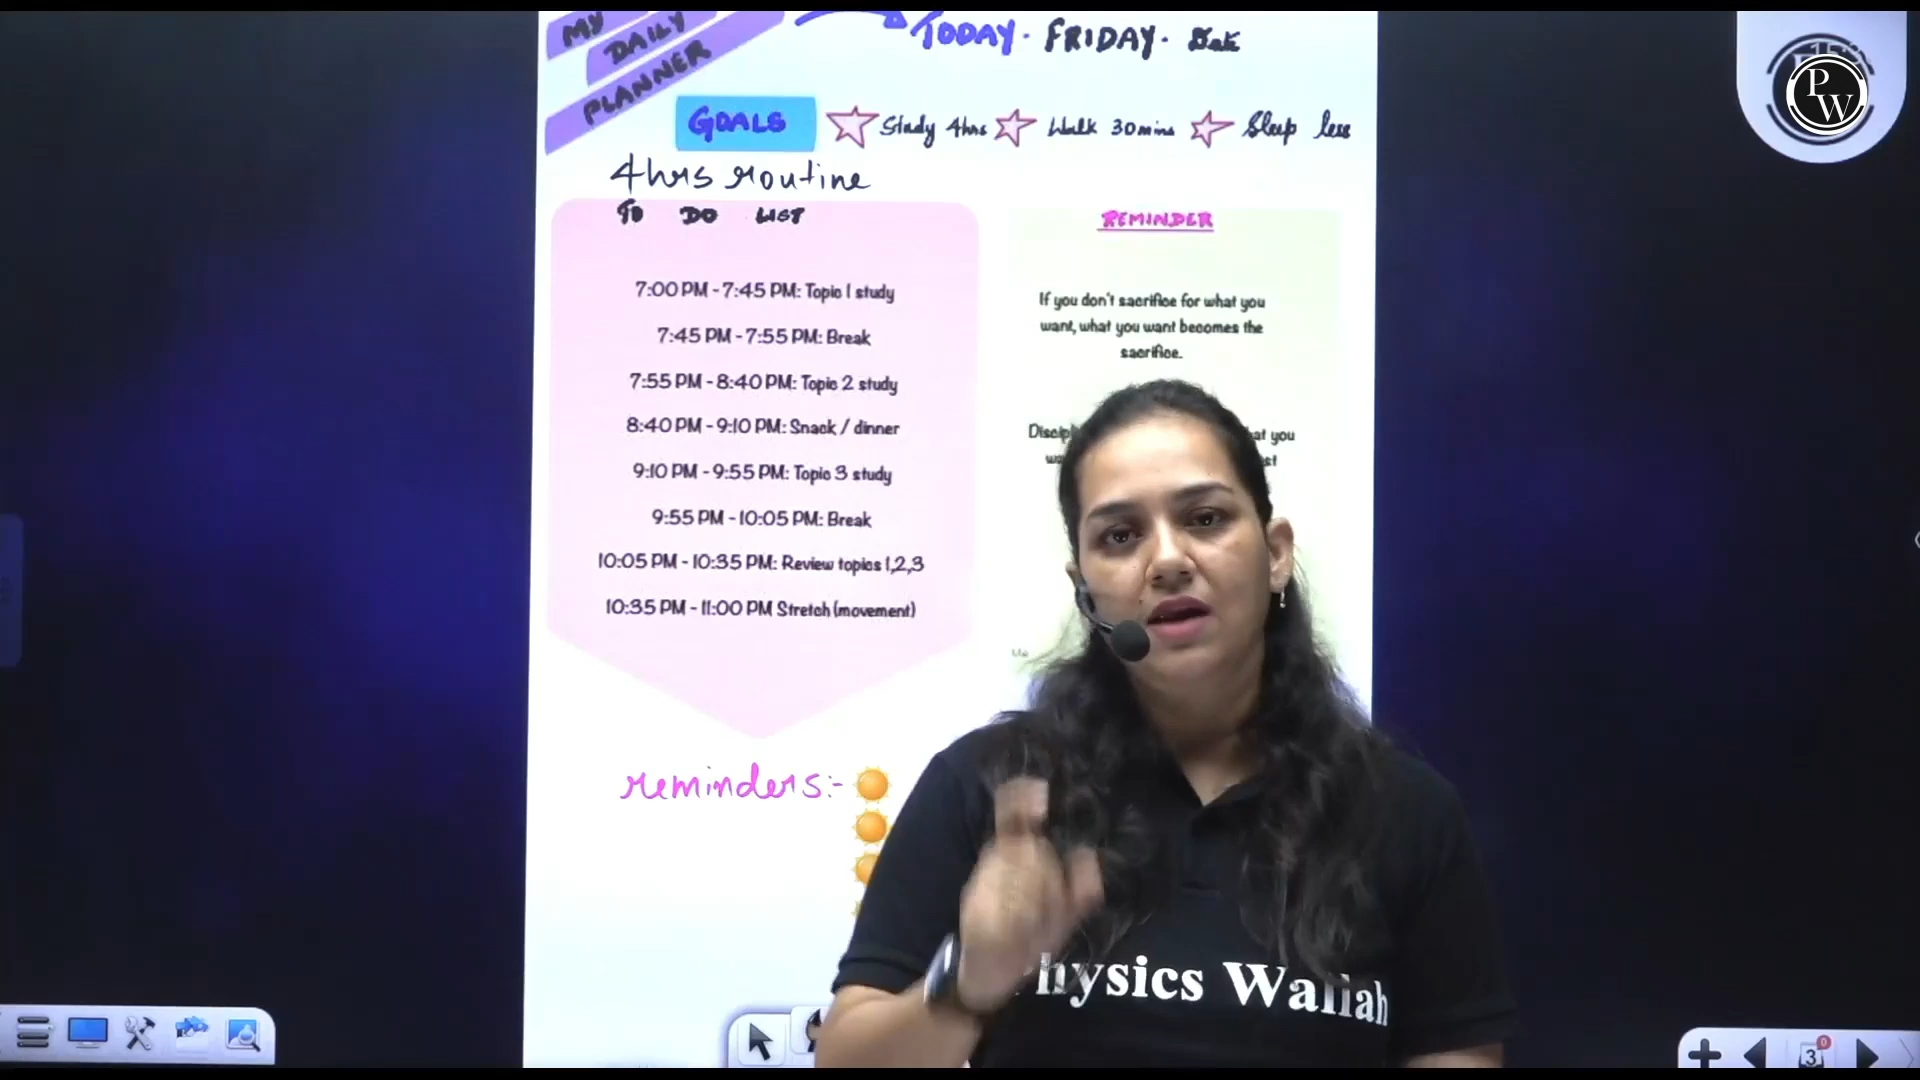 MY
DAILY
PLANNER
TODAY. FRIDAY.
PW
GOALS Study 4hrs Walk 30mins Sleep less
4hrs routine
TO DO LIST
7:00 PM - 7:45 PM: Topic 1 study
7:45 PM - 7:55 PM: Break
7:55 PM - 8:40 PM: Topic 2 study
8:40 PM - 9:10 PM: Snack / dinner
9:10 PM - 9:55 PM: Topic 3 study
9:55 PM - 10:05 PM: Break
10:05 PM - 10:35 PM: Review topics 1,2,3
10:35 PM - 11:00 PM Stretch (movement)
REMINDER
If you don't sacrifice for what you
want, what you want becomes the
sacrifice.
you
reminders:-
Physics Wallah
3
0